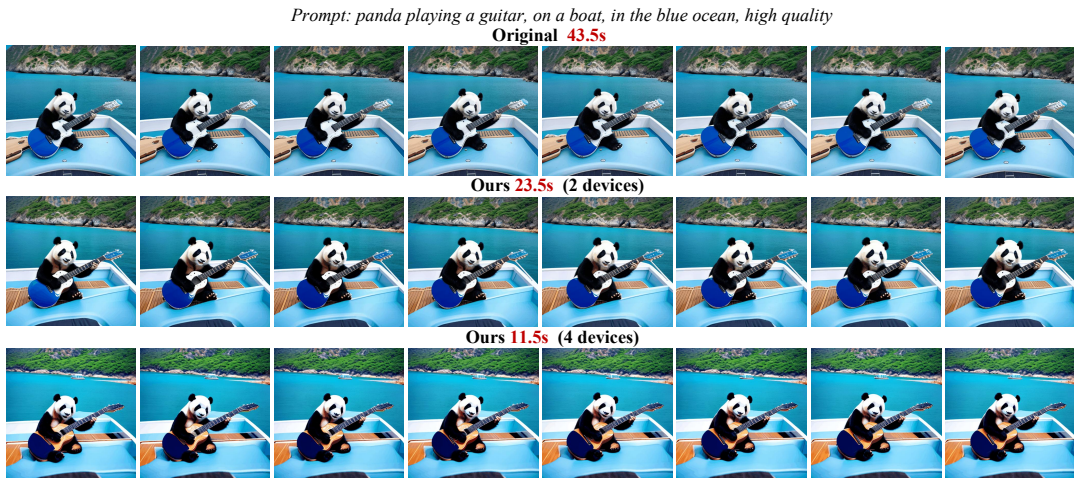 Prompt: panda playing a guitar, on a boat, in the blue ocean, high quality
Original 43.5s
Ours 23.5s (2 devices)
Ours 11.5s (4 devices)